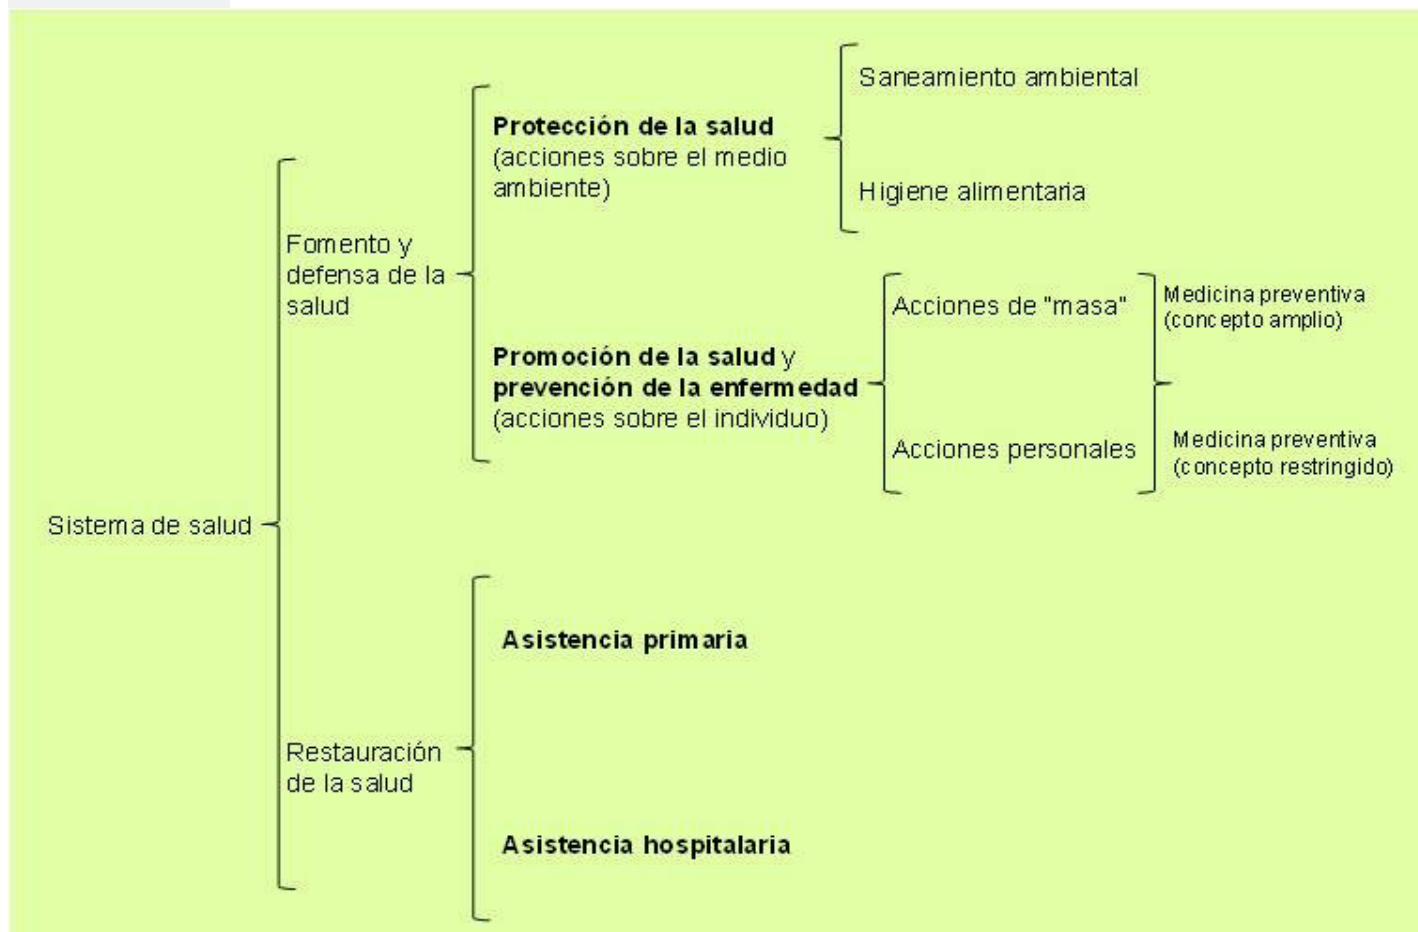 Saneamiento ambiental
Protección de la salud
(acciones sobre el medio
ambiente)
Higiene alimentaria
Fomento y
defensa de la
salud
Acciones de "masa"
Medicina preventiva
(concepto amplio)
Promoción de la salud y
prevención de la enfermedad
(acciones sobre el individuo)
Acciones personales
Medicina preventiva
(concepto restringido)
Sistema de salud
Asistencia primaria
Restauración
de la salud
Asistencia hospitalaria